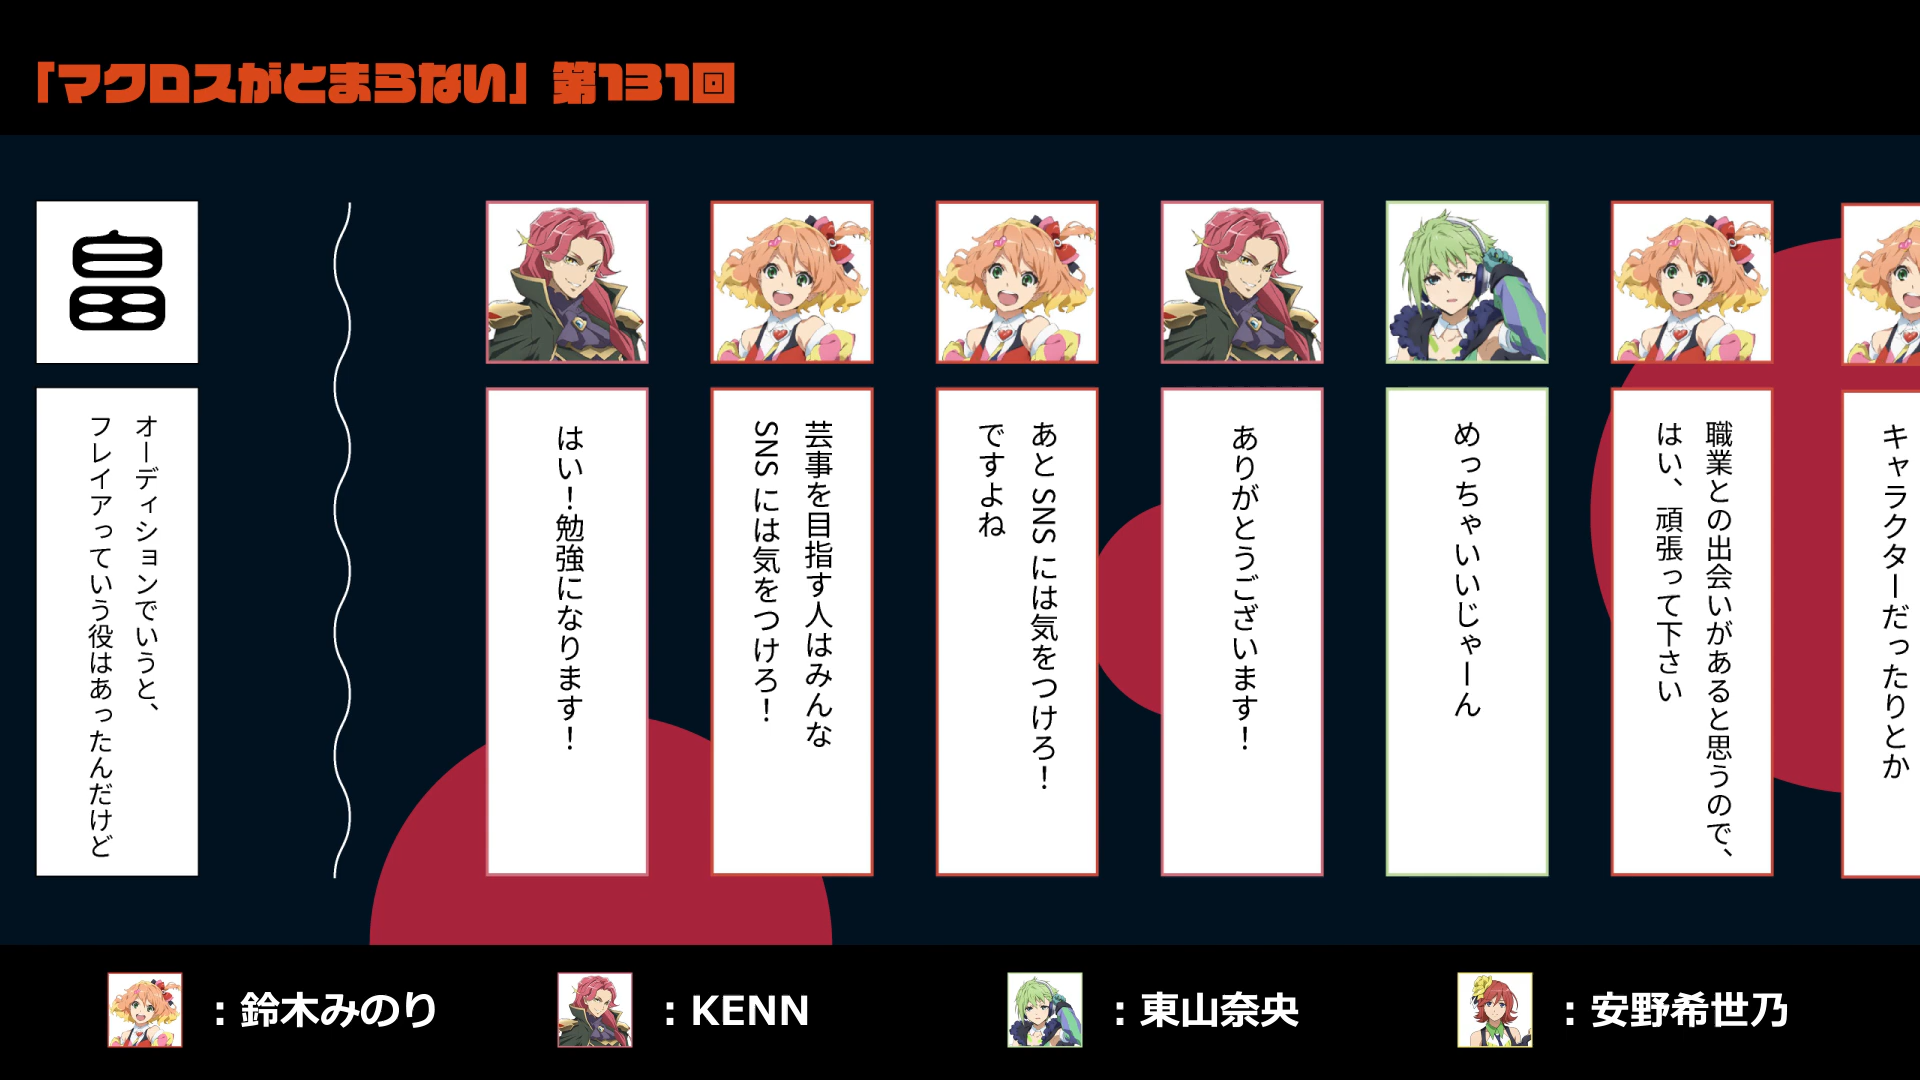 「マクロスがとまらない」第131回
キャラクターだったりとか
職業との出会いがあると思うので、
はい、頑張って下さい
めっちゃいいじゃーん
ありがとうございます！
あと SNS には気をつけろ！
ですよね
芸事を目指す人はみんな
SNS には気をつけろ！
はい！勉強になります！
畠
オーディションでいうと、
フレイアっていう役はあったんだけど
：鈴木みのり
：KENN
：東山奈央
：安野希世乃